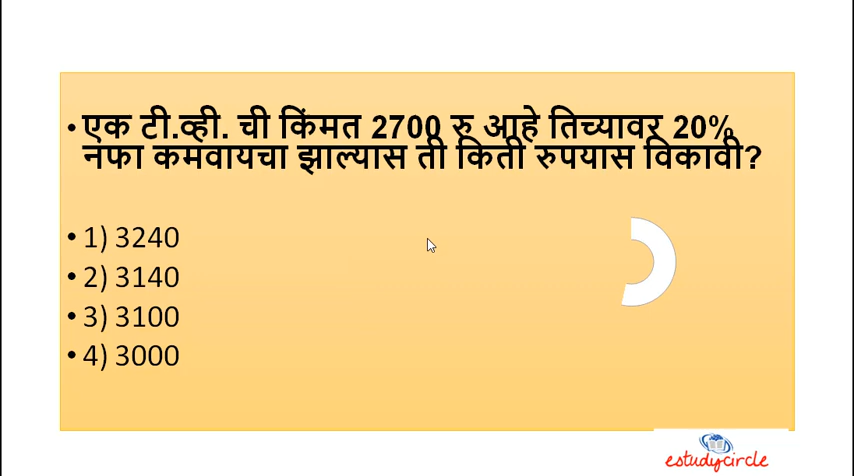 • एक टी.व्ही. ची किंमत 2700 रु आहे तिच्यावर 20%
नफा कमवायचा झाल्यास ती किती रुपयास विकावी?
• 1) 3240
• 2) 3140
• 3) 3100
• 4) 3000
estudycircle